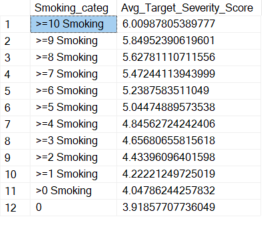 Smoking_categ Avg_Target_Severity_Score
1 >=10 Smoking 6.00987805389777
2 >=9 Smoking 5.84952390619601
3 >=8 Smoking 5.62781110711556
4 >=7 Smoking 5.47244113943999
6 >=6 Smoking 5.2387583511049
6 >=5 Smoking 5.04474889573538
7 >=4 Smoking 4.84562724242406
8 >=3 Smoking 4.65680655815618
9 >=2 Smoking 4.43396096401598
10 >=1 Smoking 4.22221249725019
11 >0 Smoking 4.04786244257832
12 0 3.91857707736049